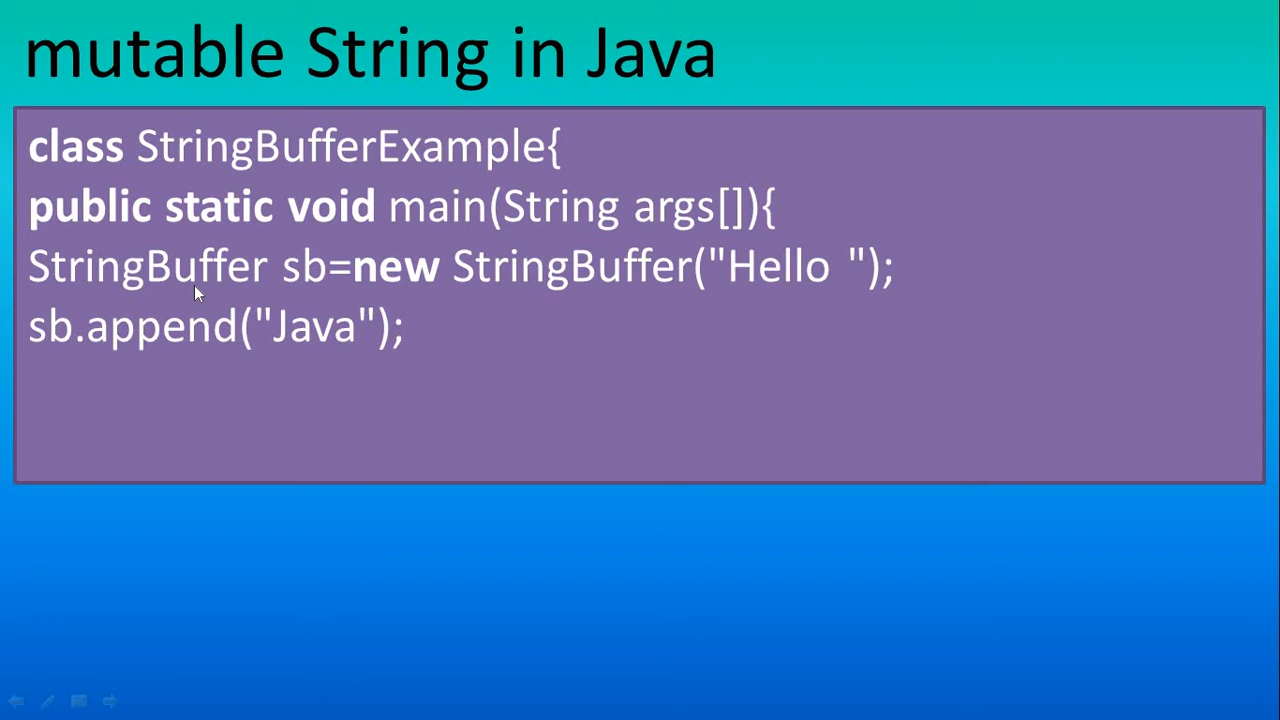 mutable String in Java
class StringBufferExample{
public static void main(String args[]){
StringBuffer sb=new StringBuffer("Hello ");
sb.append("Java");